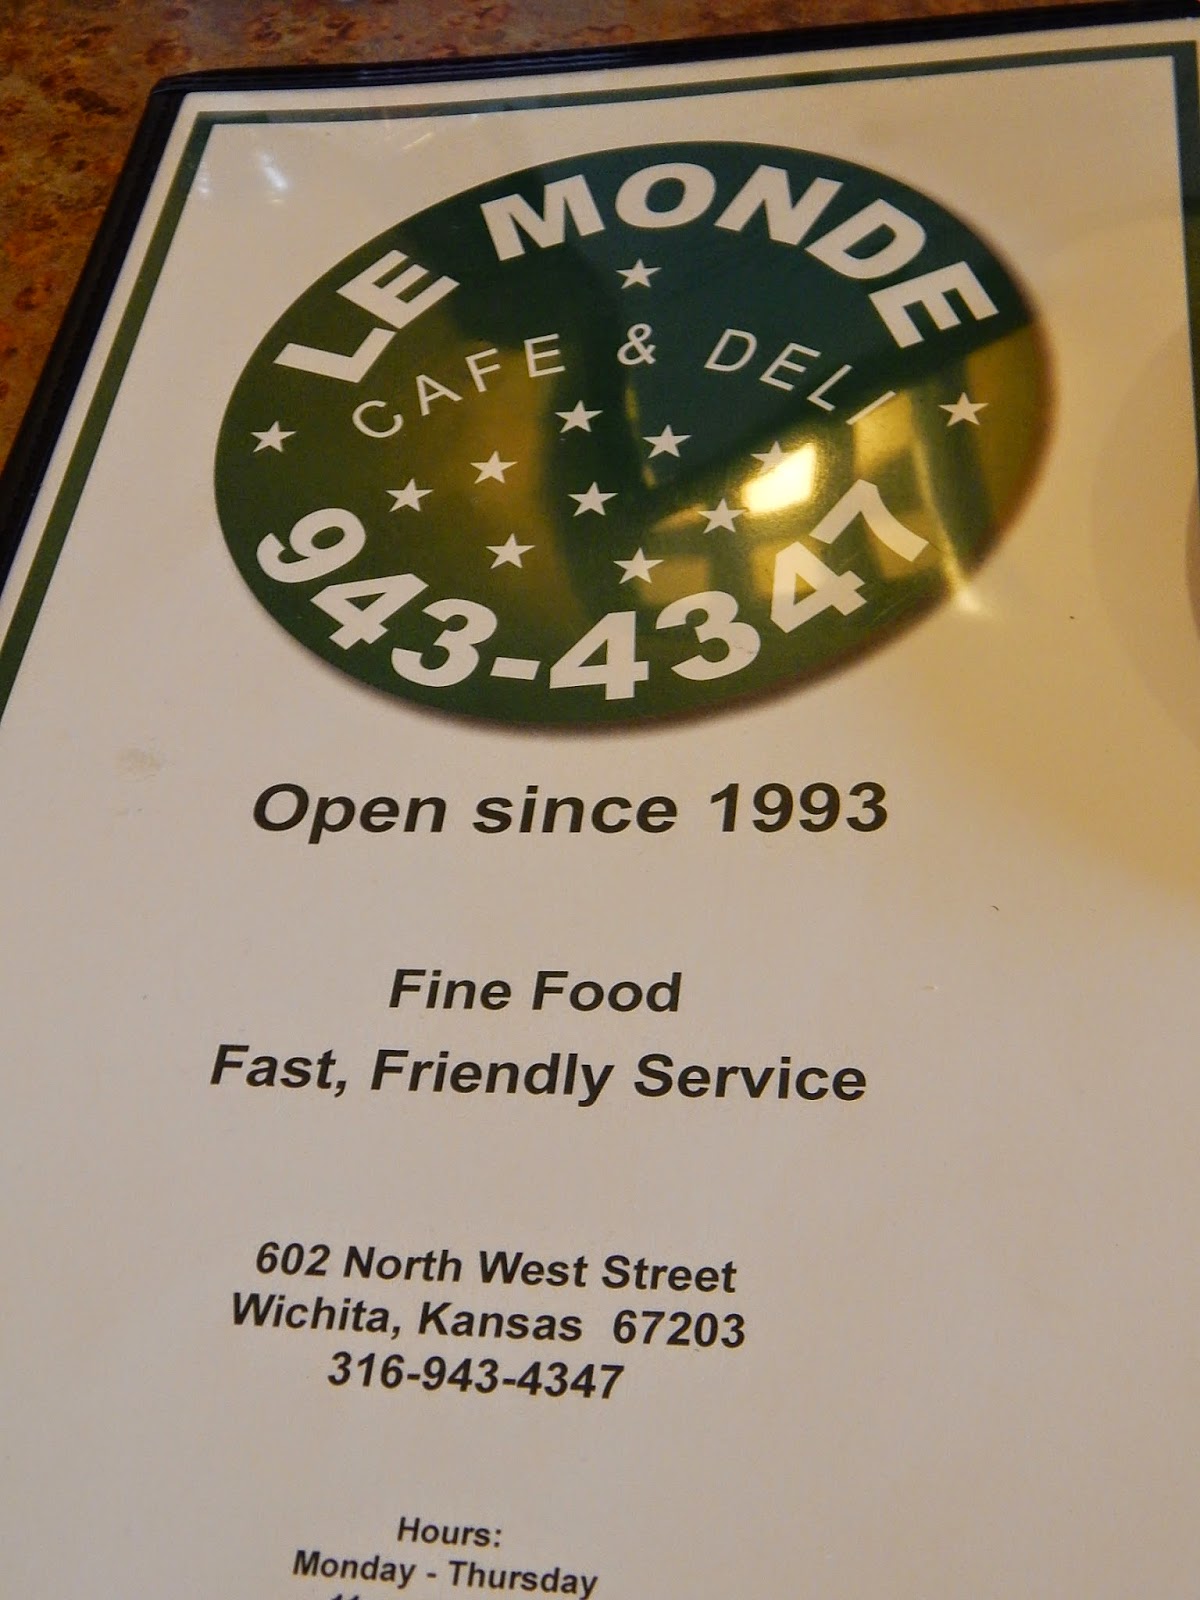 LE MONDE
CAFE & DELI
943-4347
Open since 1993
Fine Food
Fast, Friendly Service
602 North West Street
Wichita, Kansas 67203
316-943-4347
Hours:
Monday - Thursday